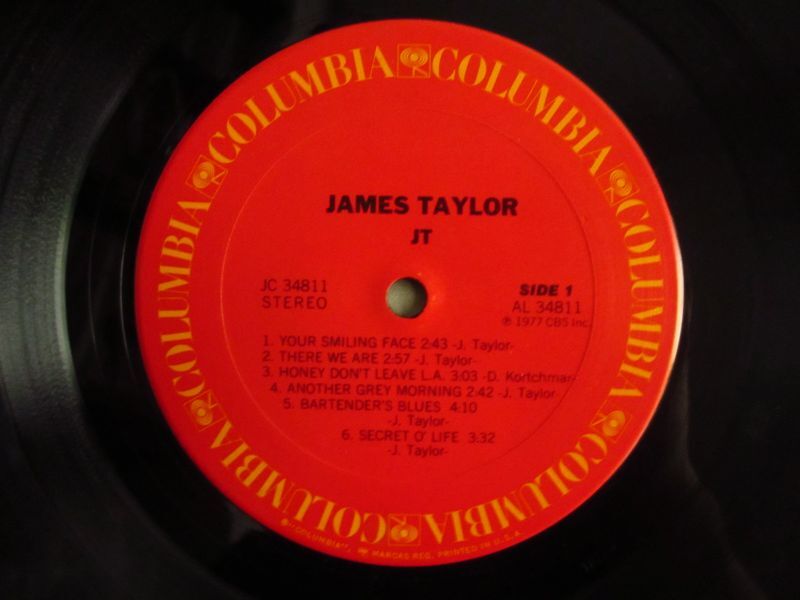 COLUMBIA COLUMBIA COLUMBIA COLUMBIA COLUMBIA COLUMBIA
JAMES TAYLOR
JT
JC 34811
STEREO
SIDE 1
AL 34811
℗ 1977 CBS Inc.
1. YOUR SMILING FACE 2:43 -J. Taylor-
2. THERE WE ARE 2:57 -J. Taylor-
3. HONEY DON'T LEAVE L.A. 3:03 -D. Kortchmar-
4. ANOTHER GREY MORNING 2:42 -J. Taylor-
5. BARTENDER'S BLUES 4:10
-J. Taylor-
6. SECRET O' LIFE 3:32
-J. Taylor-
"COLUMBIA", MARCAS REG. PRINTED IN U.S.A.